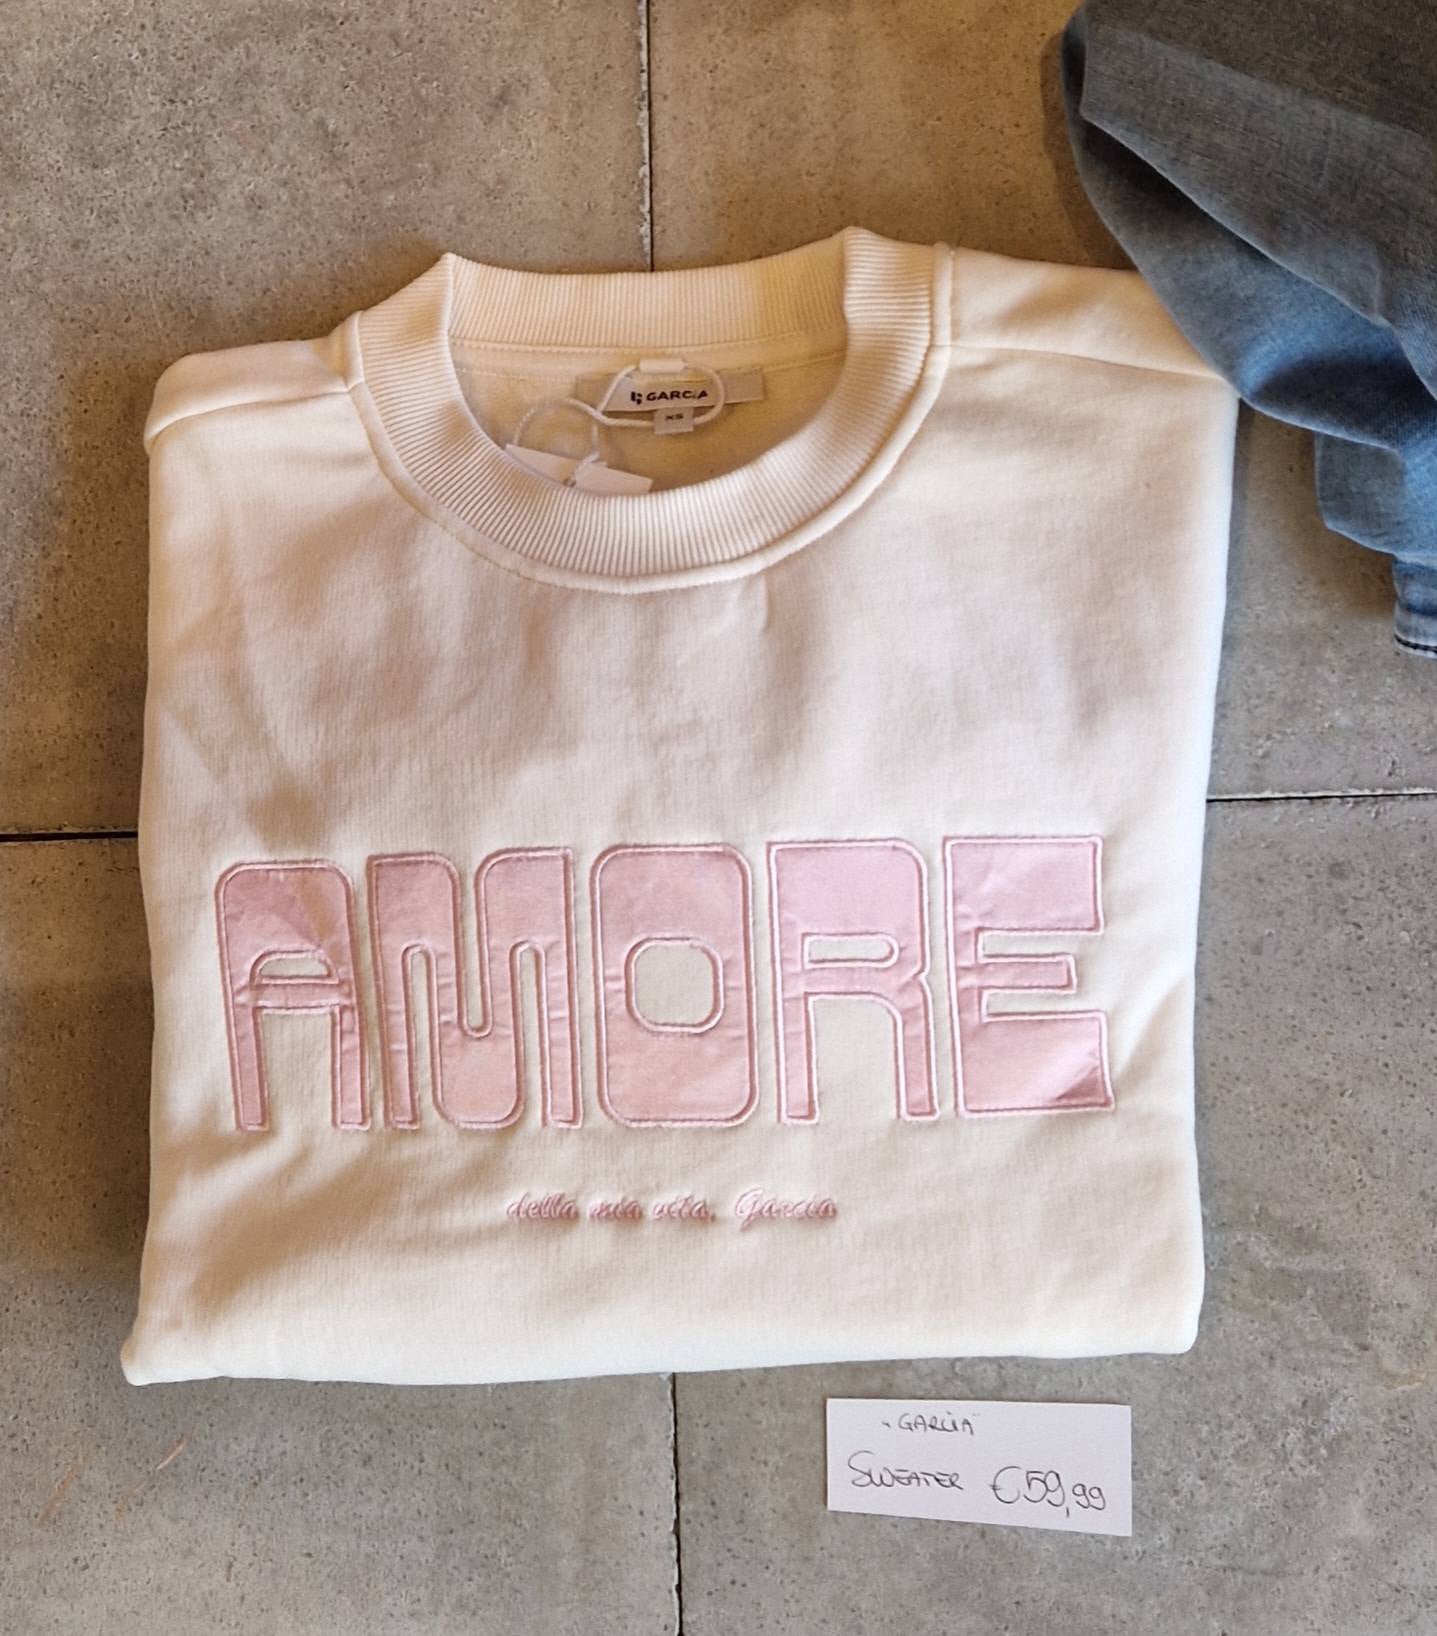 GARCIA
XS
AMORE
della mia vita, Garcia
"GARCIA"
SWEATER €59,99